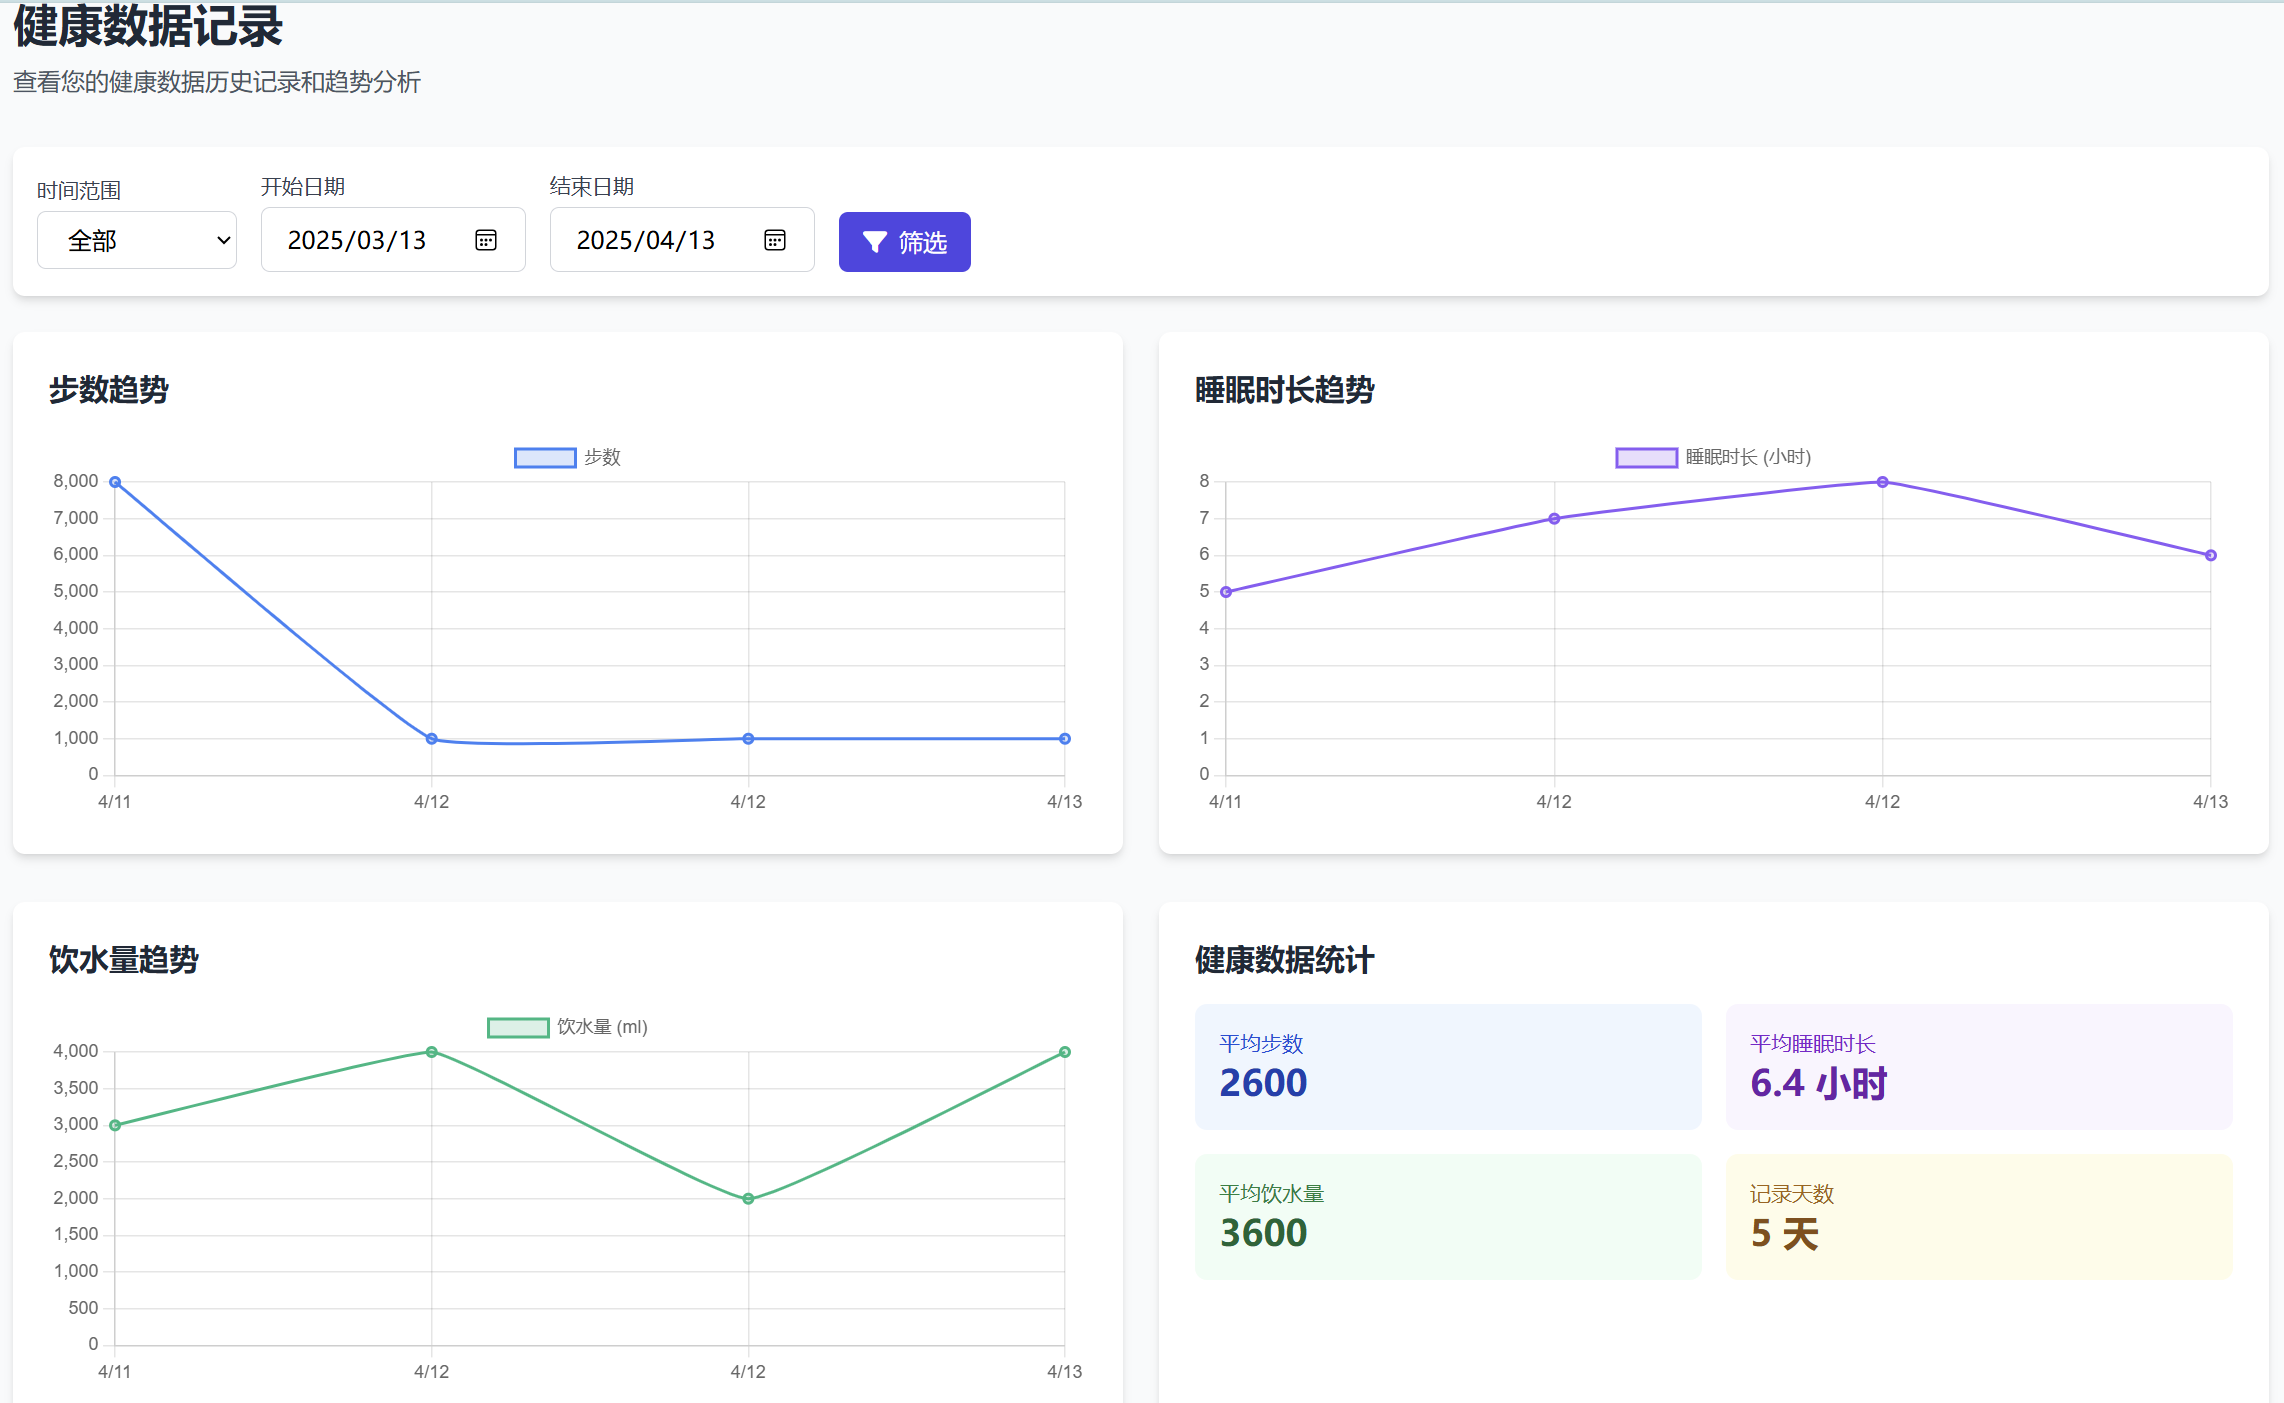 健康数据记录
查看您的健康数据历史记录和趋势分析
时间范围
开始日期
结束日期
全部
2025/03/13
2025/04/13
筛选
步数趋势
步数
8,000
7,000
6,000
5,000
4,000
3,000
2,000
1,000
0
4/11 4/12 4/12 4/13
睡眠时长趋势
睡眠时长 (小时)
8
7
6
5
4
3
2
1
0
4/11 4/12 4/12 4/13
饮水量趋势
饮水量 (ml)
4,000
3,500
3,000
2,500
2,000
1,500
1,000
500
0
4/11 4/12 4/12 4/13
健康数据统计
平均步数
2600
平均睡眠时长
6.4 小时
平均饮水量
3600
记录天数
5 天